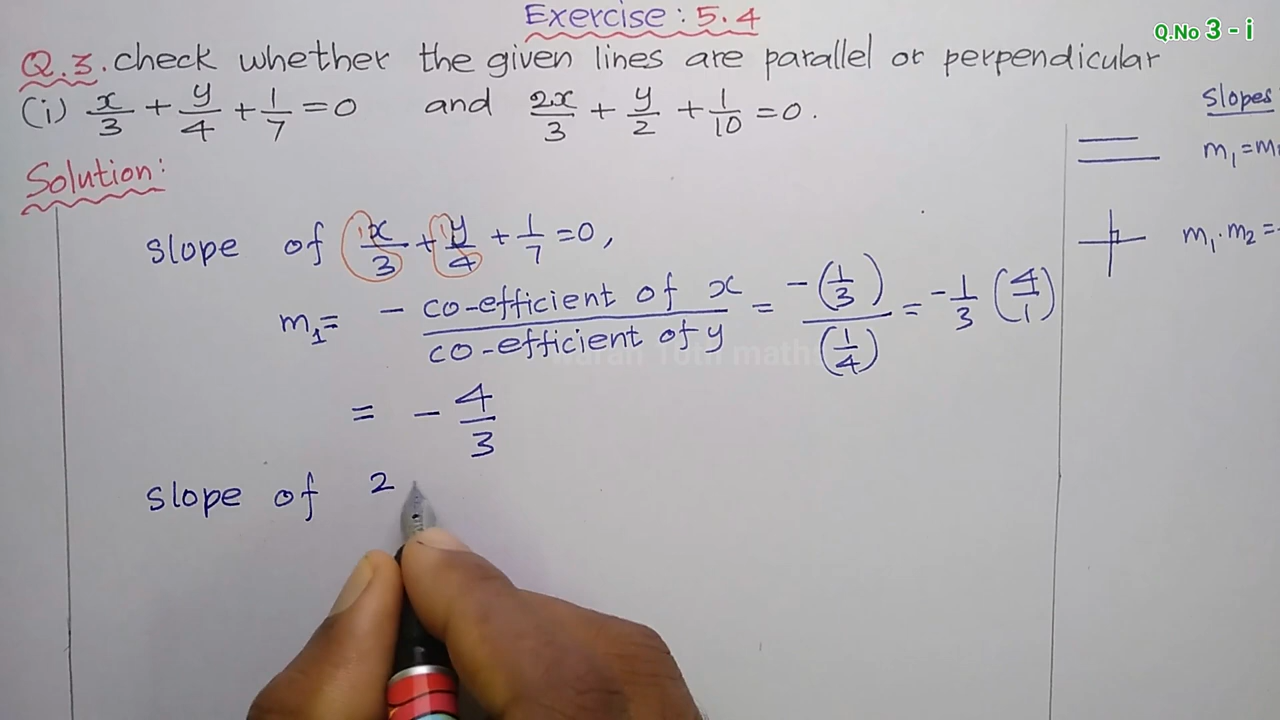 Exercise : 5.4
Q.No 3 - i
Q.3. check whether the given lines are parallel or perpendicular
(i) x/3 + y/4 + 1/7 = 0 and 2x/3 + y/2 + 1/10 = 0.
Slopes
m₁=m
m₁.m₂ =
Solution:
slope of x/3 + y/4 + 1/7 = 0,
m₁ = - co-efficient of x / co-efficient of y = -(1/3) / (1/4) = -1/3 (4/1)
= - 4/3
slope of 2